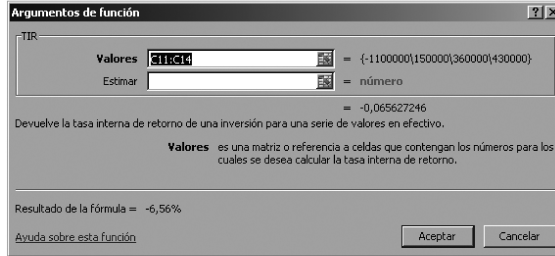 Argumentos de función
TIR
Valores C11:C14 = {-1100000\150000\360000\430000}
Estimar = número
= -0,065627246
Devuelve la tasa interna de retorno de una inversión para una serie de valores en efectivo.
Valores es una matriz o referencia a celdas que contengan los números para los
cuales se desea calcular la tasa interna de retorno.
Resultado de la fórmula = -6,56%
Ayuda sobre esta función Aceptar Cancelar